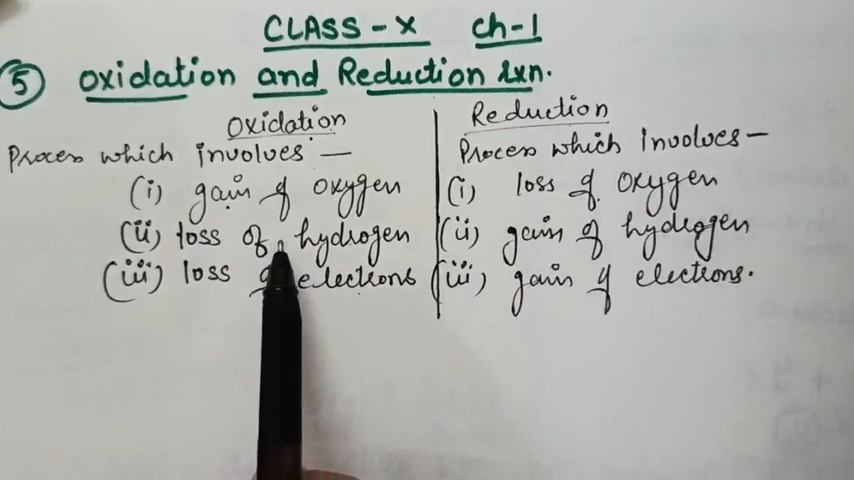 CLASS - X Ch-1
5 Oxidation and Reduction rxn.
Oxidation
Process which involves —
(i) gain of oxygen
(ii) loss of hydrogen
(iii) loss of electrons
Reduction
Process which involves —
(i) loss of oxygen
(ii) gain of hydrogen
(iii) gain of electrons.